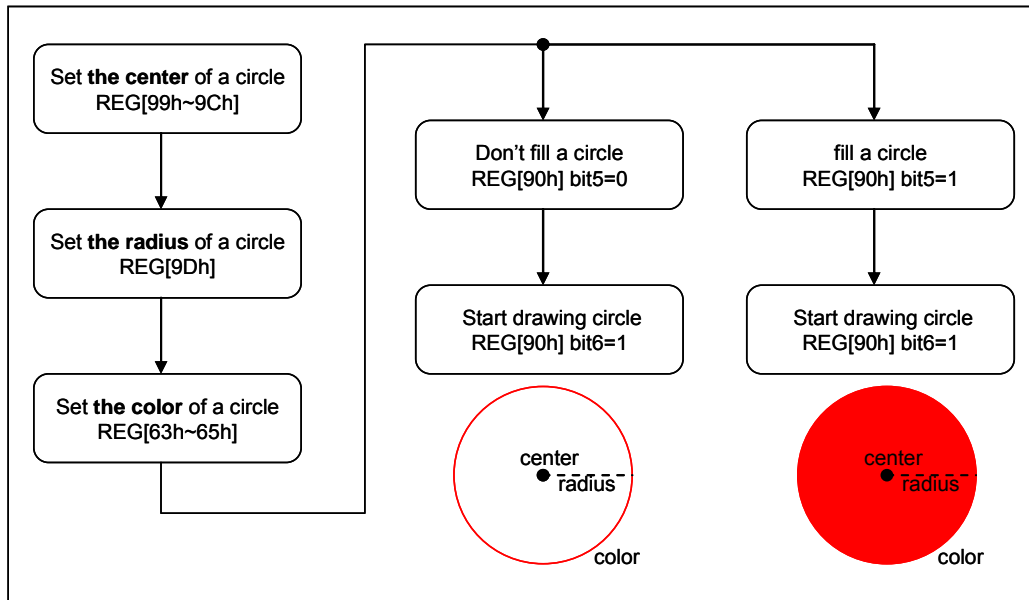 Set the center of a circle
REG[99h~9Ch]
Set the radius of a circle
REG[9Dh]
Set the color of a circle
REG[63h~65h]
Don't fill a circle
REG[90h] bit5=0
Start drawing circle
REG[90h] bit6=1
center
radius
color
fill a circle
REG[90h] bit5=1
Start drawing circle
REG[90h] bit6=1
center
radius
color